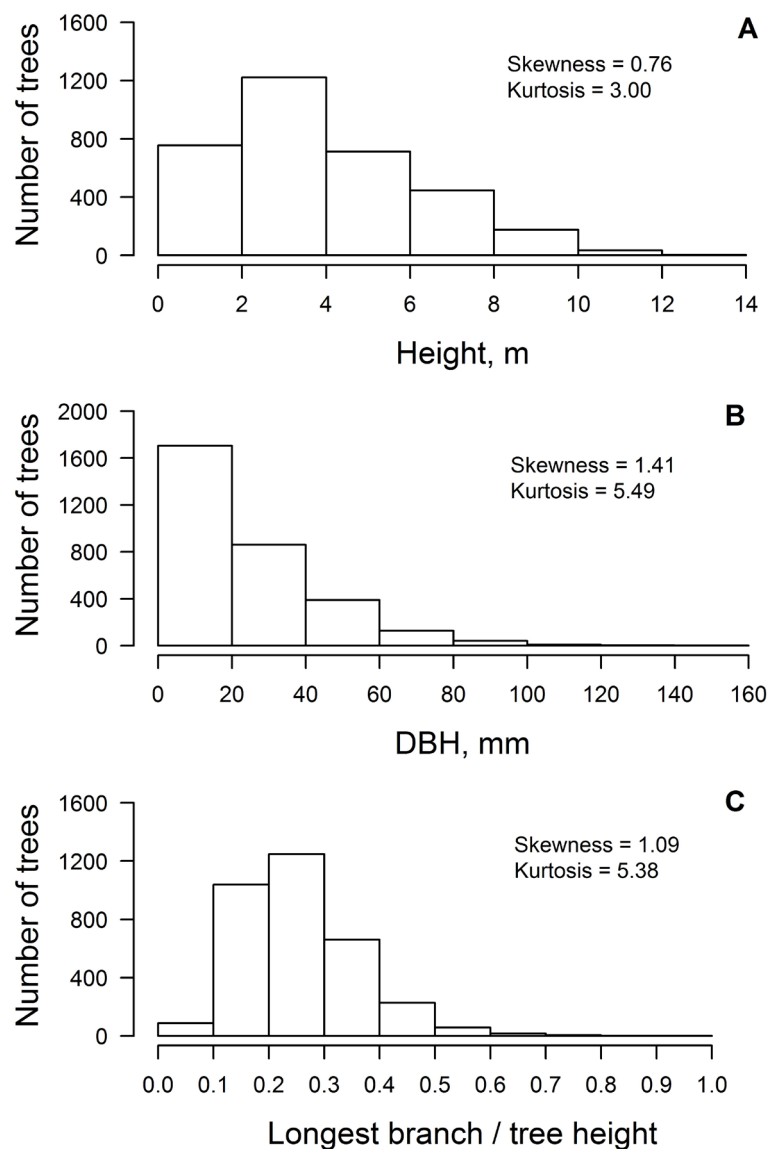 A
Skewness = 0.76
Kurtosis = 3.00
Number of trees
1600
1200
800
400
0
0 2 4 6 8 10 12 14
Height, m
B
Skewness = 1.41
Kurtosis = 5.49
Number of trees
2000
1600
1200
800
400
0
0 20 40 60 80 100 120 140 160
DBH, mm
C
Skewness = 1.09
Kurtosis = 5.38
Number of trees
1600
1200
800
400
0
0.0 0.1 0.2 0.3 0.4 0.5 0.6 0.7 0.8 0.9 1.0
Longest branch / tree height